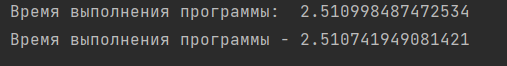 Время выполнения программы:  2.510998487472534
Время выполнения программы - 2.510741949081421